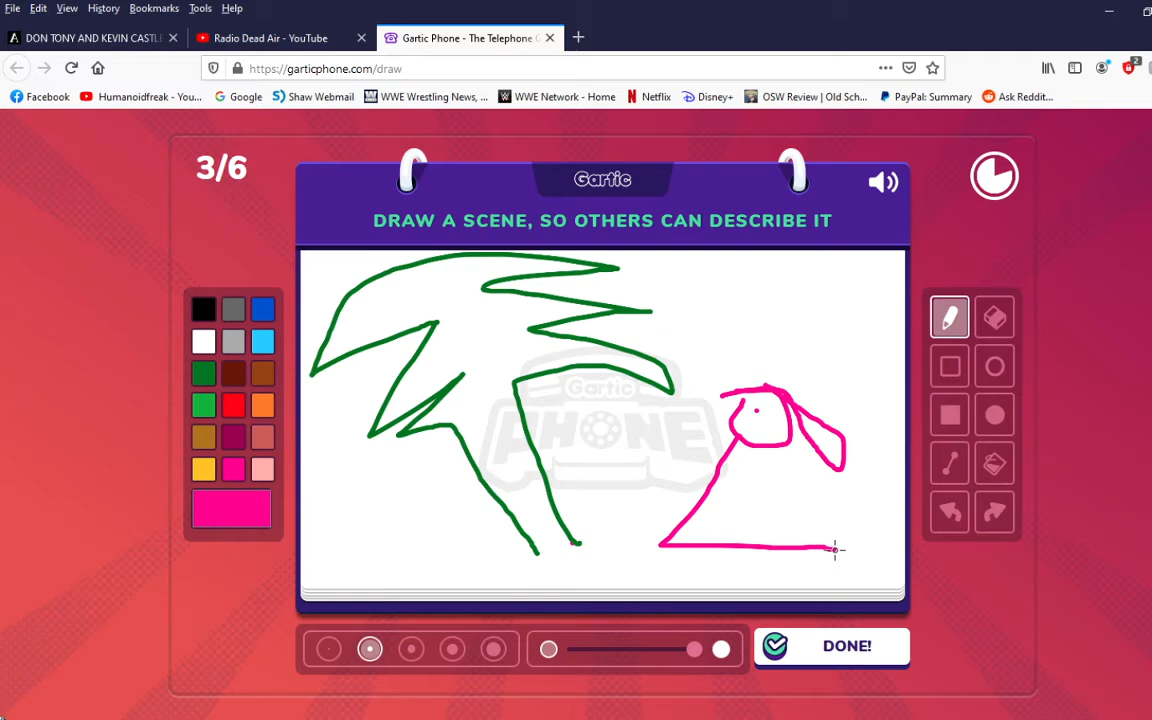 File Edit View History Bookmarks Tools Help
DON TONY AND KEVIN CASTLE
Radio Dead Air - YouTube
Gartic Phone - The Telephone G
https://garticphone.com/draw
Facebook
Humanoidfreak - You...
Google
Shaw Webmail
WWE Wrestling News, ...
WWE Network - Home
Netflix
Disney+
OSW Review | Old Sch...
PayPal: Summary
Ask Reddit...
2
3/6
Gartic
DRAW A SCENE, SO OTHERS CAN DESCRIBE IT
Gartic
PHONE
DONE!